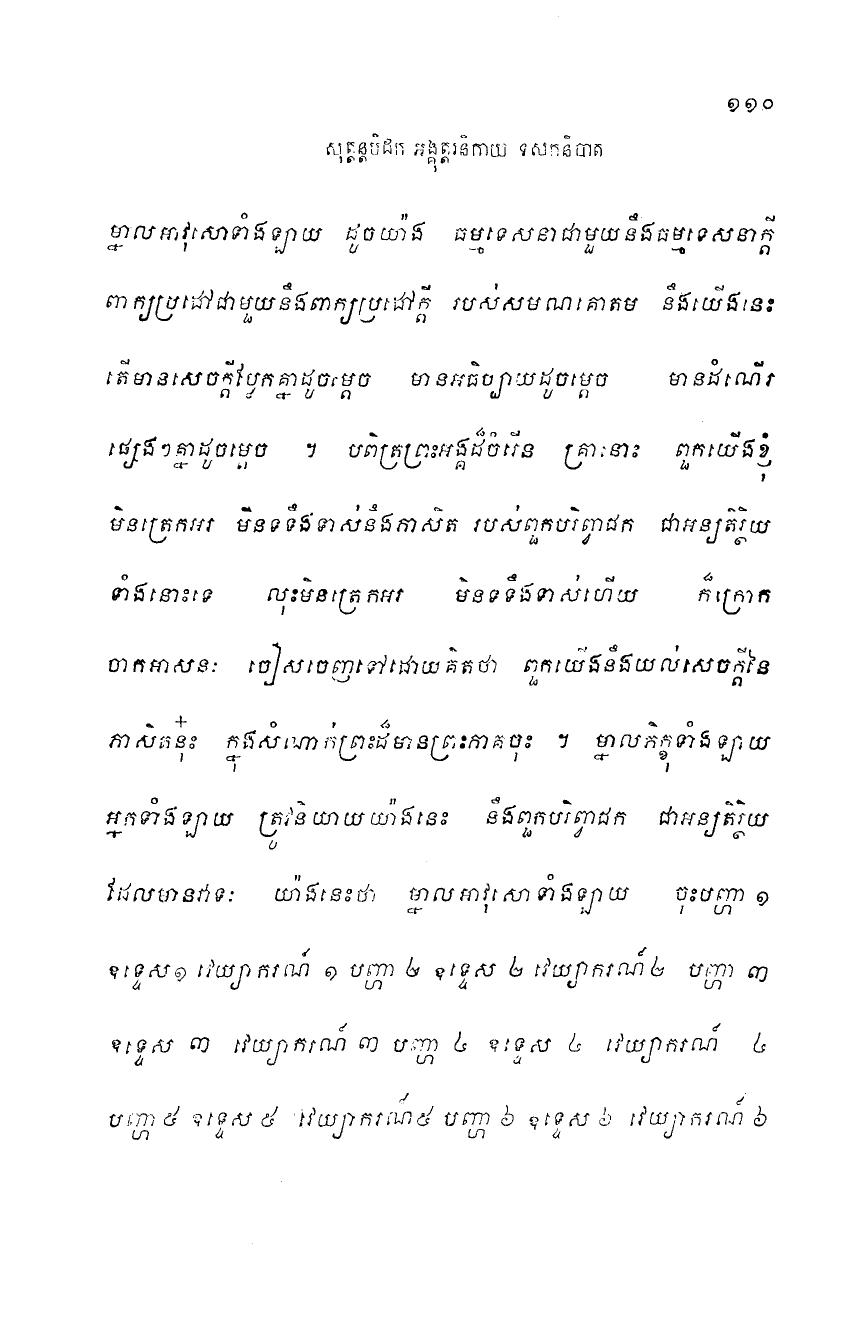 ១១០
សុត្តន្តបិដក អង្គុត្តរនិកាយ ទសកនិបាត
ម្នាលអាវុសោទាំងឡាយ ដូចយ៉ាង ធម្មទេសនាជាមួយនឹងធម្មទេសនាក្តី
ពាក្យប្រដៅជាមួយនឹងពាក្យប្រដៅក្តី របស់សមណគោតម នឹងយើងនេះ
តើមានសេចក្តីប្លែកគ្នាដូចម្តេច មានអធិប្បាយដូចម្តេច មានដំណើរ
ផ្សេងៗគ្នាដូចម្តេច ។ បពិត្រព្រះអង្គដ៏ចំរើន គ្រានោះ ពួកយើងខ្ញុំ
មិនត្រេកអរ មិនទទឹងទាស់នឹងភាសិត របស់ពួកបរិព្វាជក ជាអន្យតិរ្ថិយ
ទាំងនោះទេ លុះមិនត្រេកអរ មិនទទឹងទាស់ហើយ ក៏ក្រោក
ចាកអាសនៈ ចៀសចេញទៅដោយគិតថា ពួកយើងនឹងយល់សេចក្តីនៃ
ភាសិតនុ៎ះ ក្នុងសំណាក់ព្រះដ៏មានព្រះភាគចុះ ។ ម្នាលភិក្ខុទាំងឡាយ
អ្នកទាំងឡាយ ត្រូវនិយាយយ៉ាងនេះ នឹងពួកបរិព្វាជក ជាអន្យតិរ្ថិយ
ដែលមានវាទៈ យ៉ាងនេះថា ម្នាលអាវុសោទាំងឡាយ ចុះបញ្ហា ១
ឧទ្ទេស១ វេយ្យាករណ៍ ១ បញ្ហា ២ ឧទ្ទេស ២ វេយ្យាករណ៍២ បញ្ហា ៣
ឧទ្ទេស ៣ វេយ្យាករណ៍ ៣ បញ្ហា ៤ ឧទ្ទេស ៤ វេយ្យាករណ៍ ៤
បញ្ហា ៥ ឧទ្ទេស ៥ វេយ្យាករណ៍៥ បញ្ហា ៦ ឧទ្ទេស ៦ វេយ្យាករណ៍ ៦